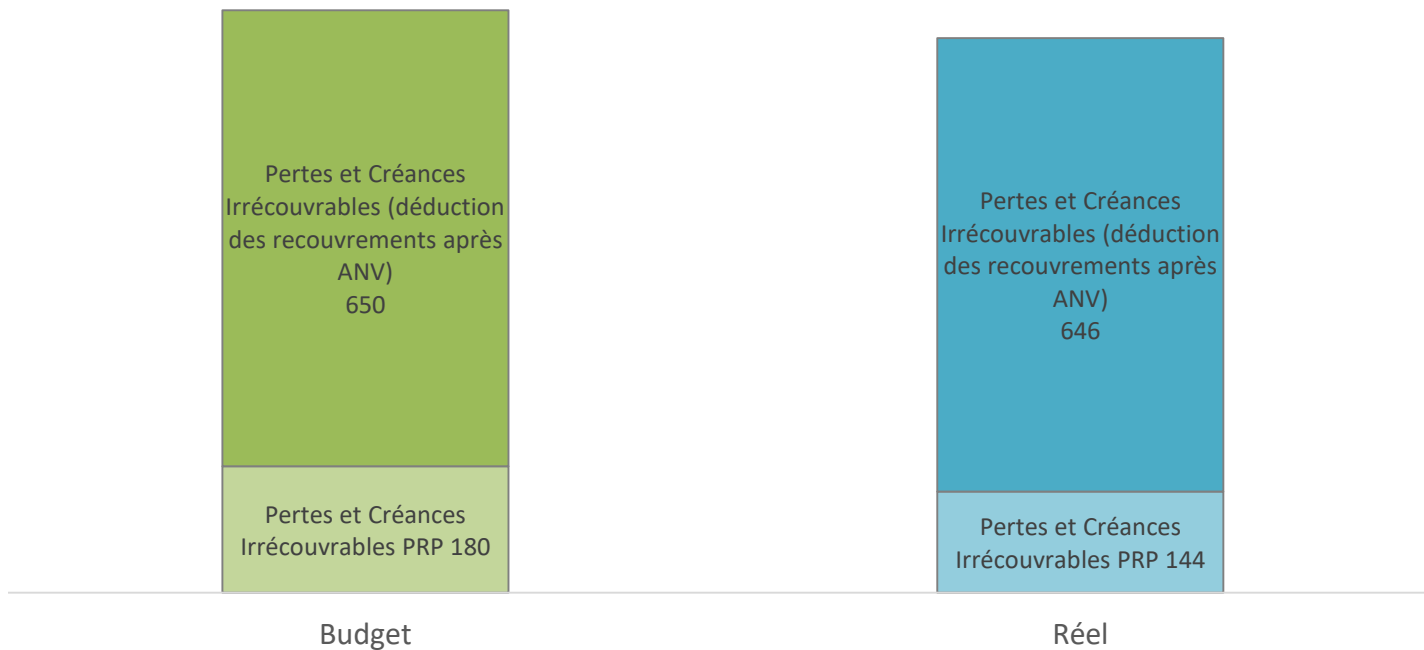 Pertes et Créances
Irrécouvrables (déduction
des recouvrements après
ANV)
650
Pertes et Créances
Irrécouvrables PRP 180
Budget
Pertes et Créances
Irrécouvrables (déduction
des recouvrements après
ANV)
646
Pertes et Créances
Irrécouvrables PRP 144
Réel